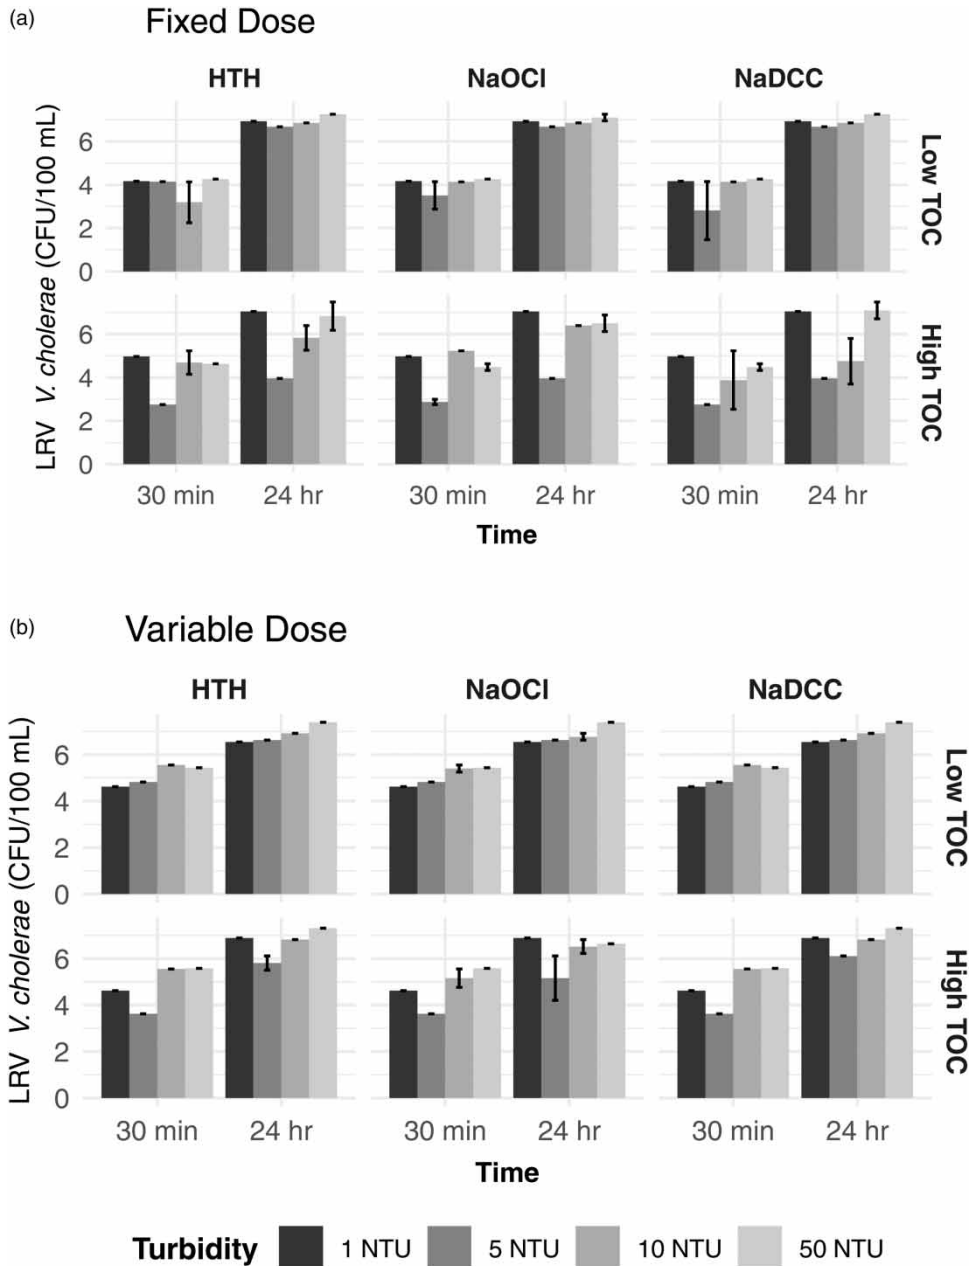 (a) Fixed Dose
HTH NaOCl NaDCC
LRV V. cholerae (CFU/100 mL)
6
4
2
0
Low TOC
6
4
2
0
High TOC
30 min 24 hr 30 min 24 hr 30 min 24 hr
Time
(b) Variable Dose
HTH NaOCl NaDCC
LRV V. cholerae (CFU/100 mL)
6
4
2
0
Low TOC
6
4
2
0
High TOC
30 min 24 hr 30 min 24 hr 30 min 24 hr
Time
Turbidity 1 NTU 5 NTU 10 NTU 50 NTU